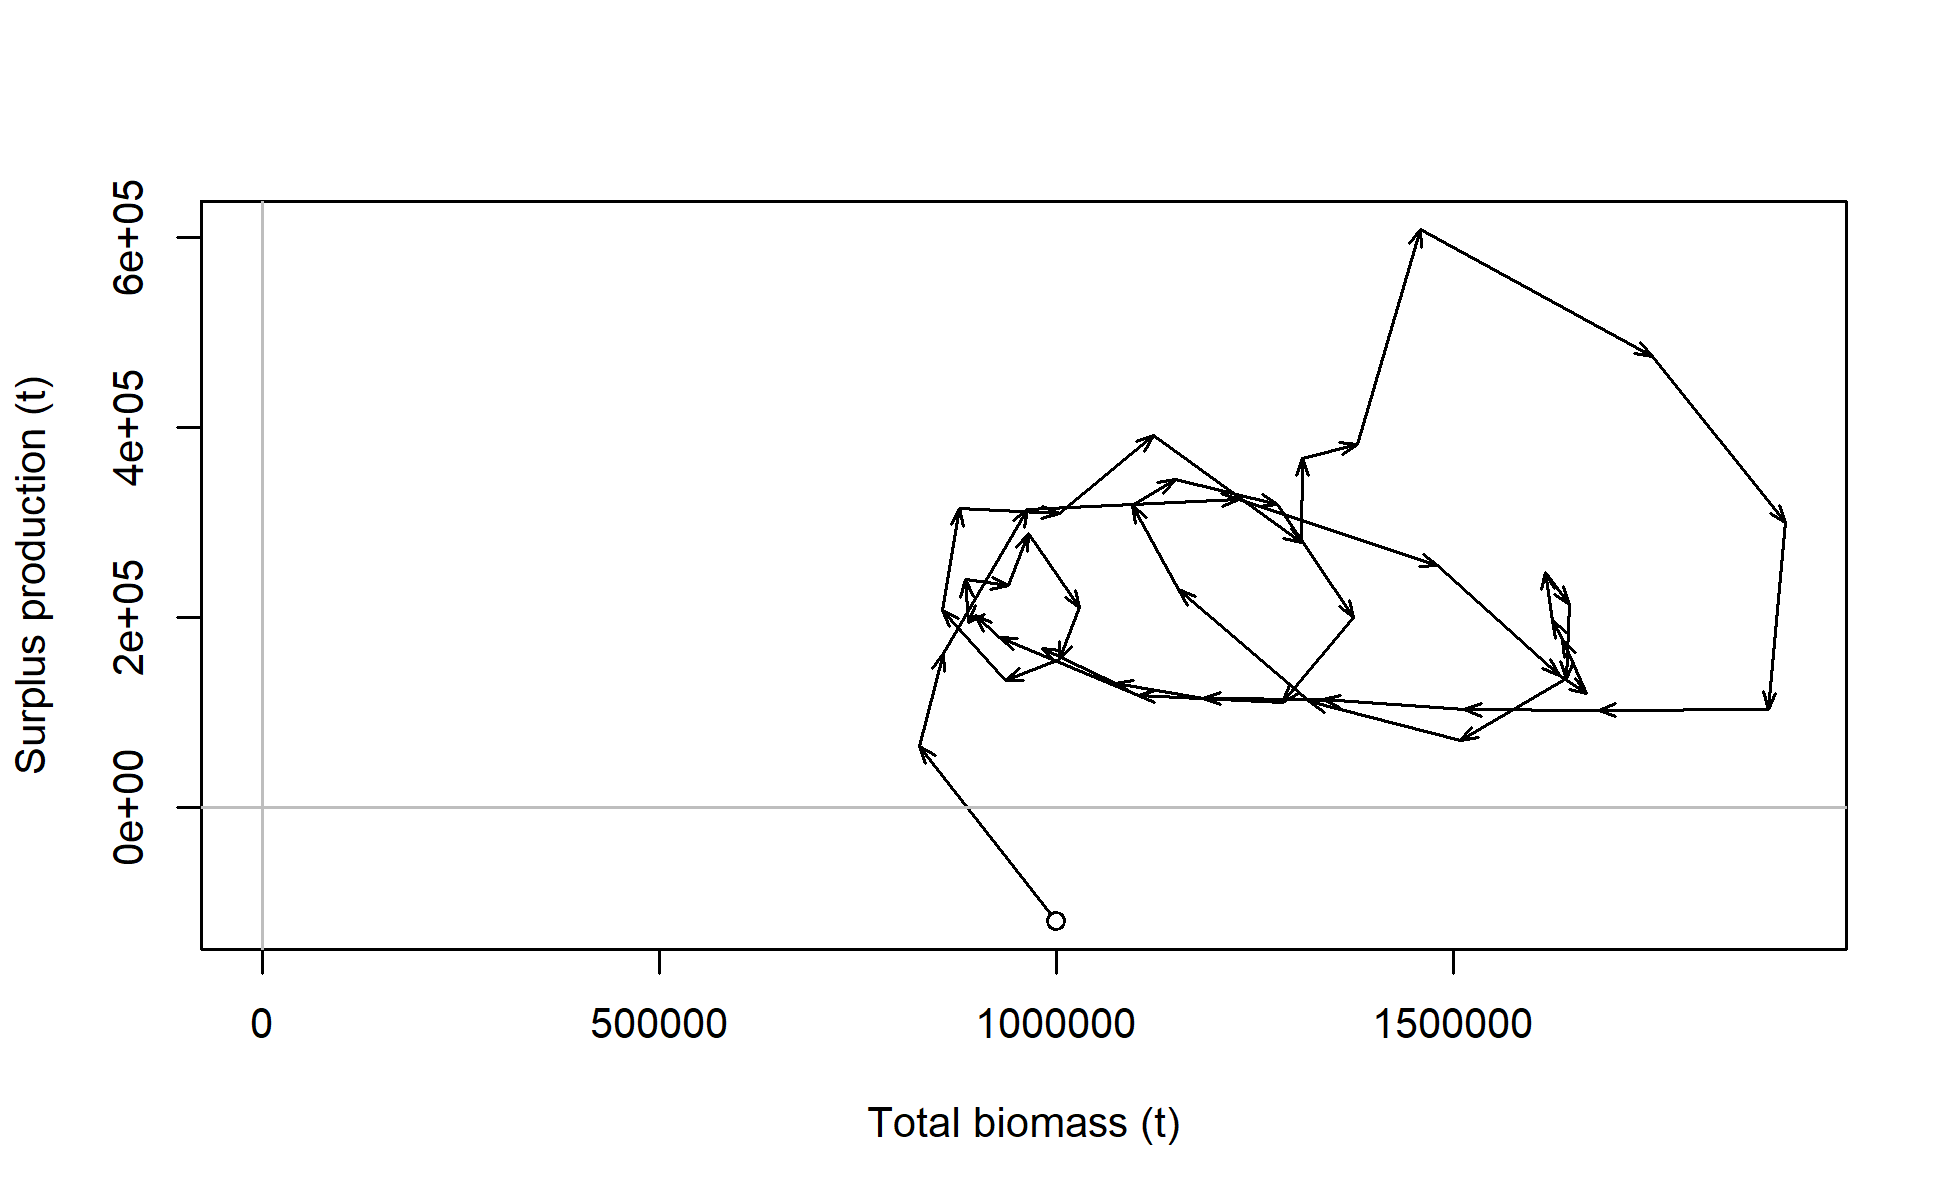 6e+05
4e+05
2e+05
0e+00
Surplus production (t)
0 500000 1000000 1500000
Total biomass (t)